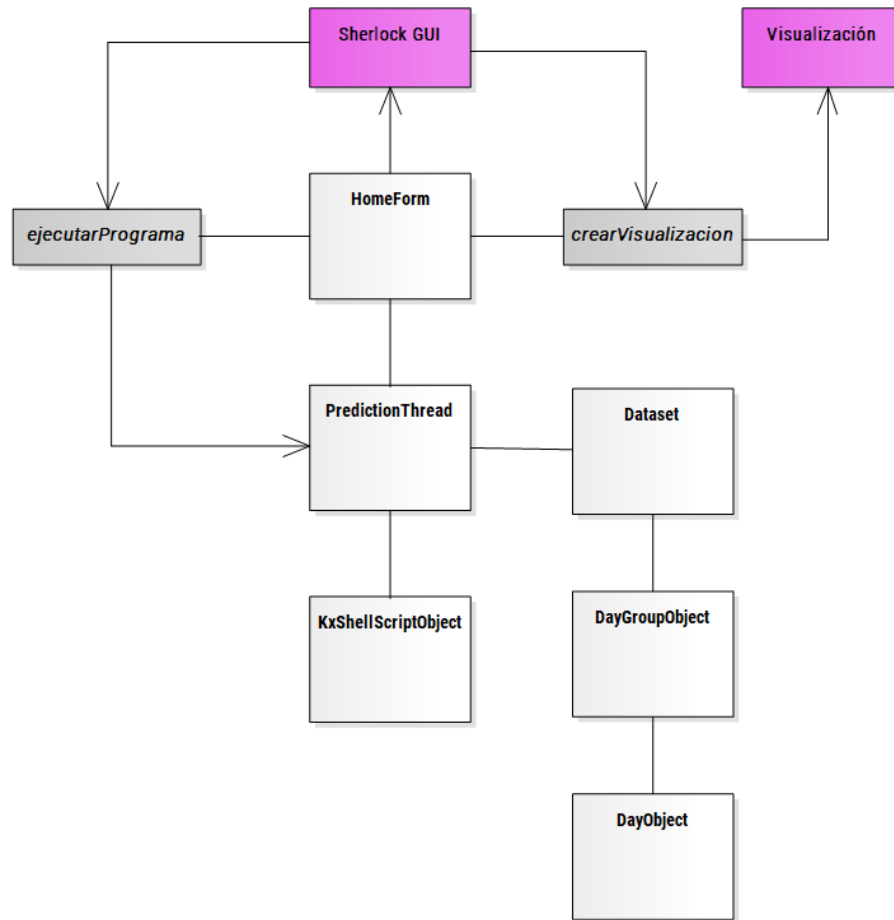 Sherlock GUI
Visualización
HomeForm
ejecutarPrograma
crearVisualizacion
PredictionThread
Dataset
KxShellScriptObject
DayGroupObject
DayObject